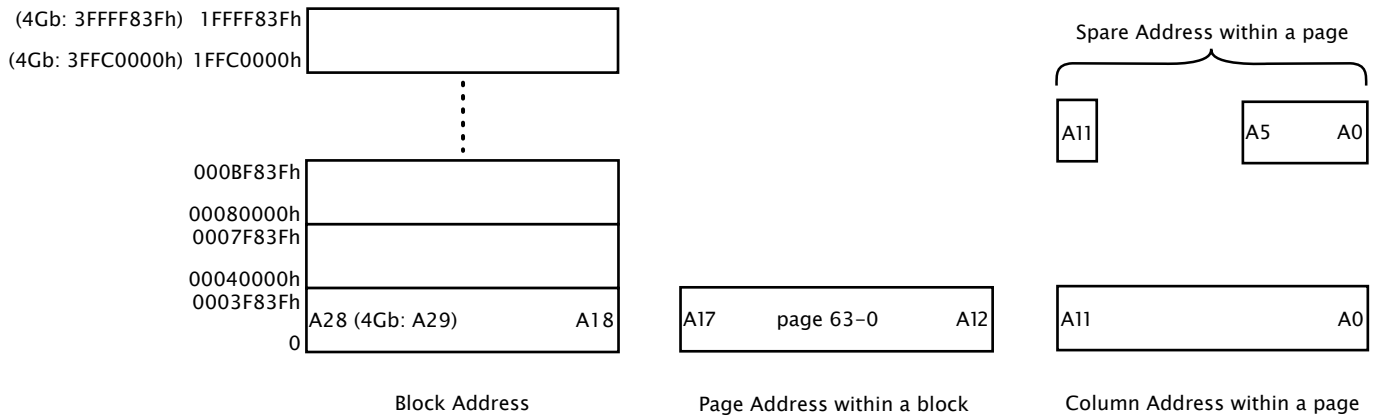 (4Gb: 3FFFF83Fh) 1FFFF83Fh
(4Gb: 3FFC0000h) 1FFC0000h
Spare Address within a page
A11
A5 A0
000BF83Fh
00080000h
0007F83Fh
00040000h
0003F83Fh
0
A28 (4Gb: A29) A18
A17 page 63-0 A12
A11 A0
Block Address
Page Address within a block
Column Address within a page